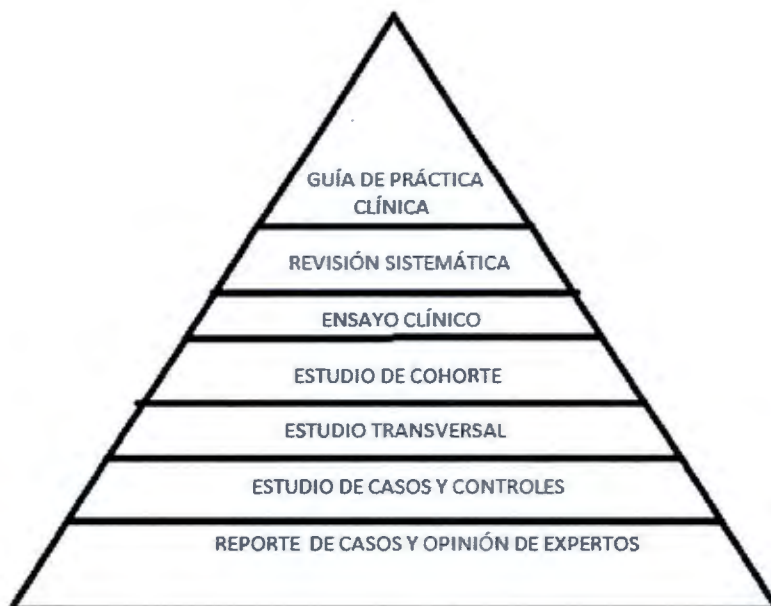 GUÍA DE PRÁCTICA
CLÍNICA
REVISIÓN SISTEMÁTICA
ENSAYO CLÍNICO
ESTUDIO DE COHORTE
ESTUDIO TRANSVERSAL
ESTUDIO DE CASOS Y CONTROLES
REPORTE DE CASOS Y OPINIÓN DE EXPERTOS